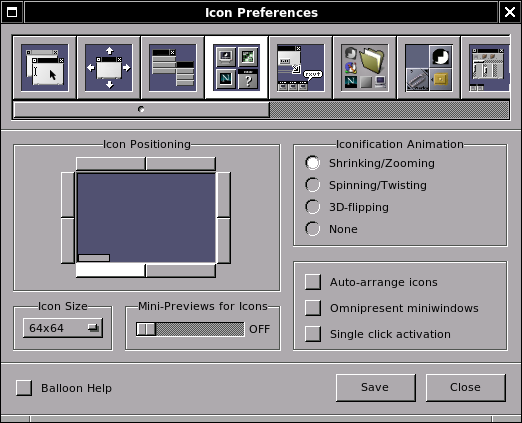 Icon Preferences
Icon Positioning
Iconification Animation
Shrinking/Zooming
Spinning/Twisting
3D-flipping
None
Auto-arrange icons
Omnipresent miniwindows
Single click activation
Icon Size
64x64
Mini-Previews for Icons
OFF
Balloon Help
Save
Close